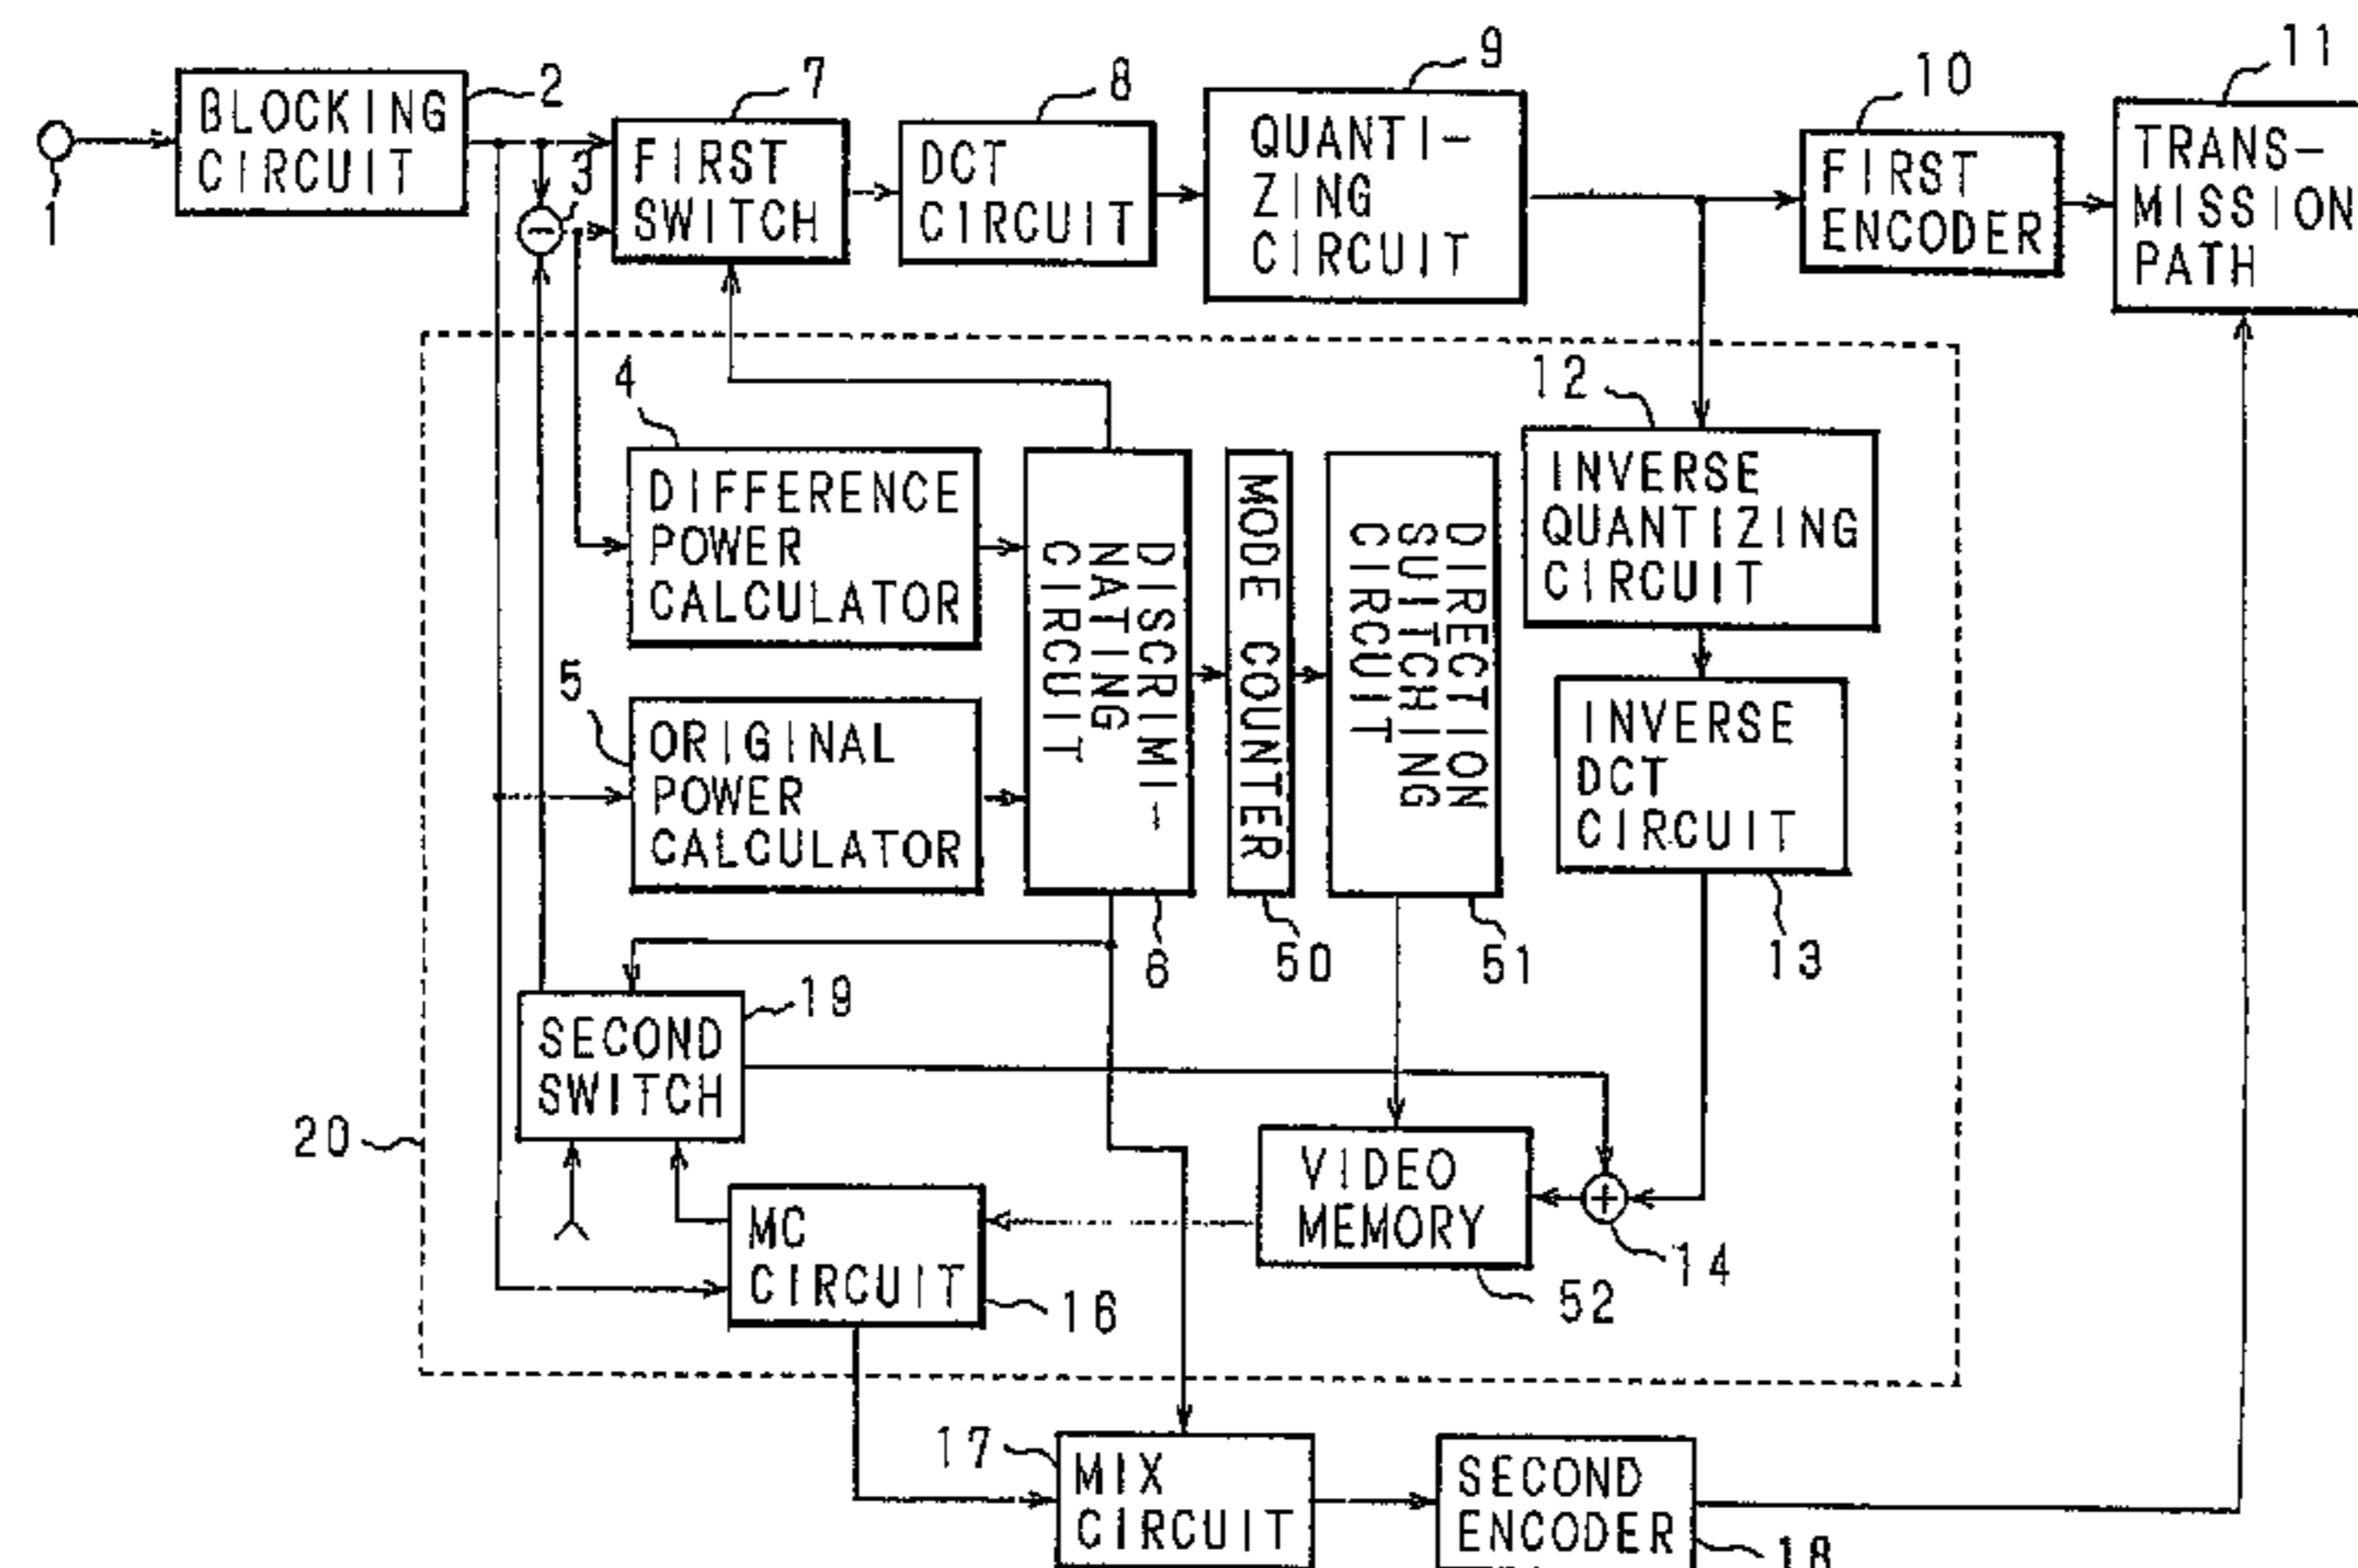 1
BLOCKING
CIRCUIT
2
3
7
FIRST
SWITCH
8
DCT
CIRCUIT
9
QUANTI-
ZING
CIRCUIT
10
FIRST
ENCODER
11
TRANS-
MISSION
PATH
4
DIFFERENCE
POWER
CALCULATOR
5
ORIGINAL
POWER
CALCULATOR
DISCRIMI-
NATING
CIRCUIT
6
MODE COUNTER
50
DIRECTION
SUITCHING
CIRCUIT
51
12
INVERSE
QUANTIZING
CIRCUIT
INVERSE
DCT
CIRCUIT
13
19
SECOND
SWITCH
20
MC
CIRCUIT
16
VIDEO
MEMORY
52
14
17
MIX
CIRCUIT
SECOND
ENCODER
18